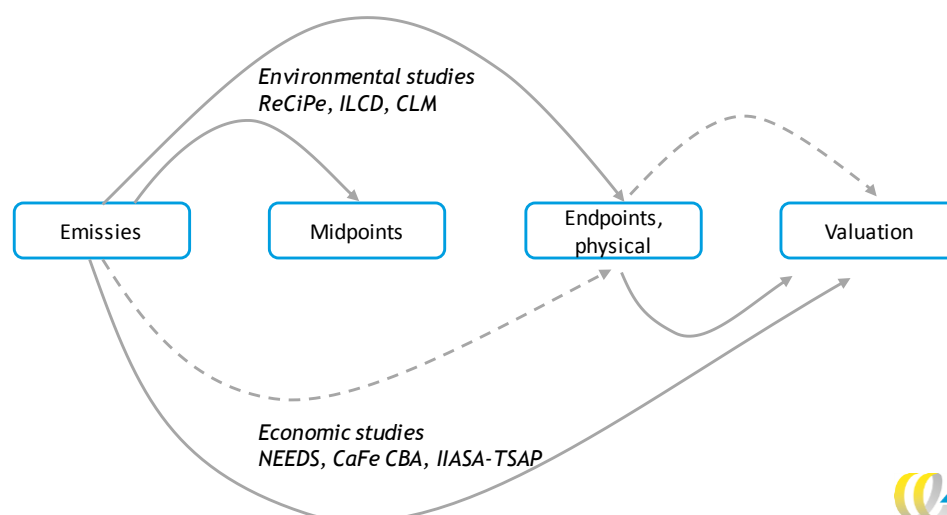 Environmental studies
ReCiPe, ILCD, CLM
Emissies
Midpoints
Endpoints,
physical
Valuation
Economic studies
NEEDS, CaFe CBA, IIASA-TSAP